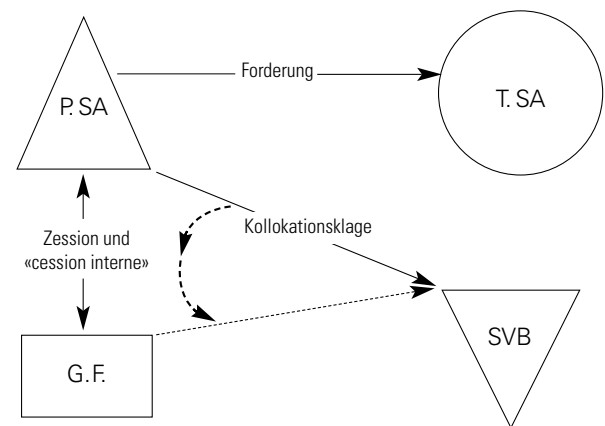 P. SA
Forderung
T. SA
Kollokationsklage
Zession und
«cession interne»
G.F.
SVB